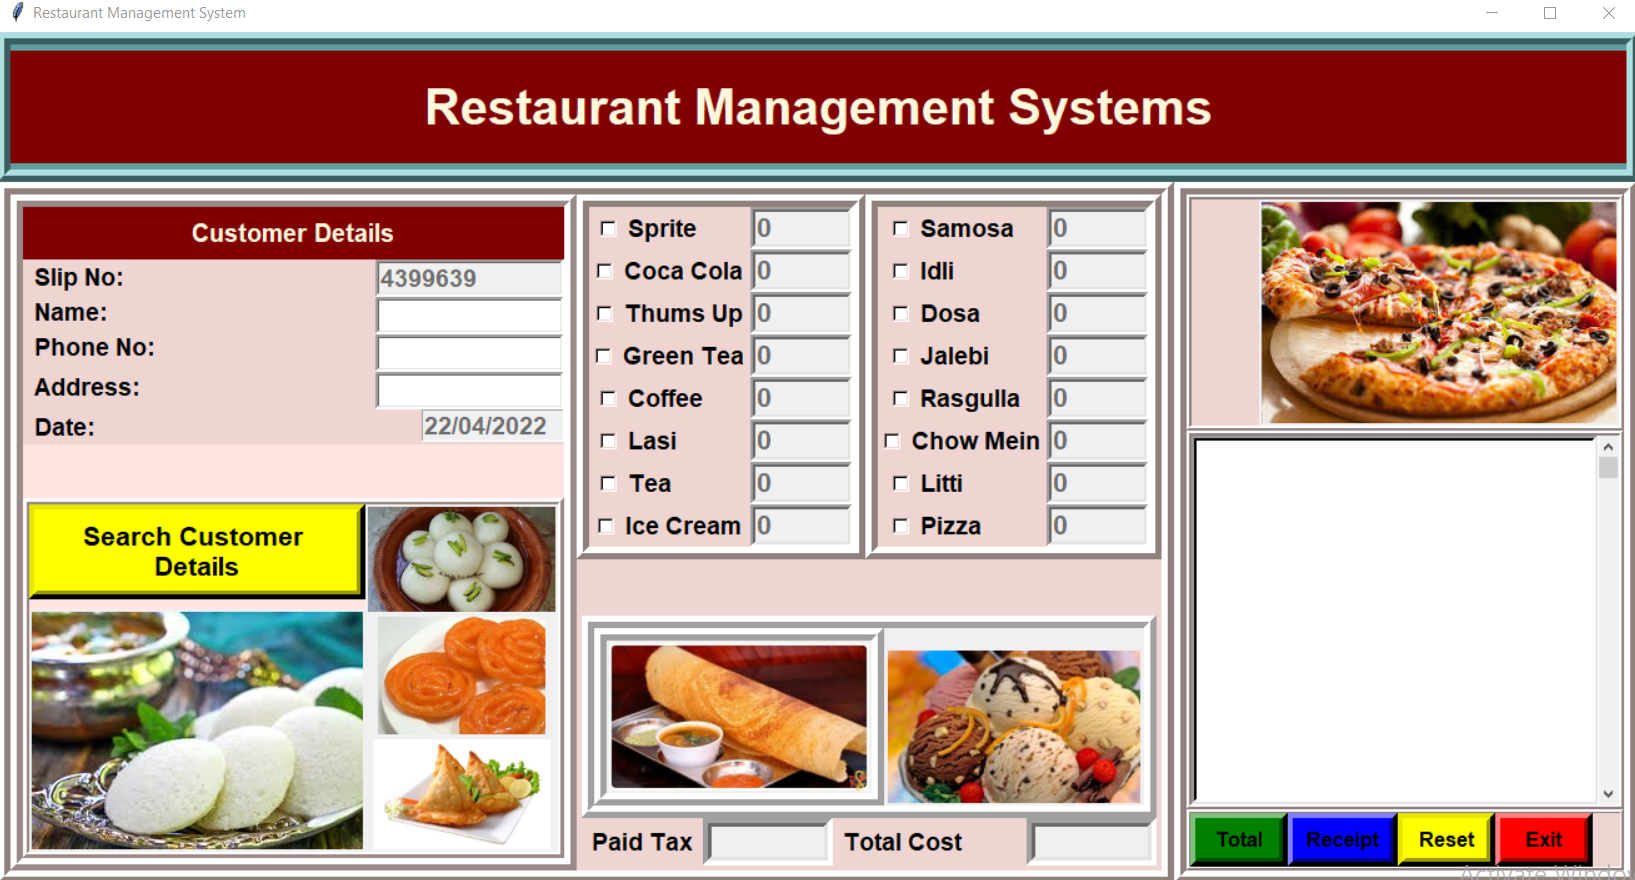 Restaurant Management System
Restaurant Management Systems
Customer Details
Slip No: 4399639
Name:
Phone No:
Address:
Date: 22/04/2022
Search Customer
Details
Sprite 0
Coca Cola 0
Thums Up 0
Green Tea 0
Coffee 0
Lasi 0
Tea 0
Ice Cream 0
Samosa 0
Idli 0
Dosa 0
Jalebi 0
Rasgulla 0
Chow Mein 0
Litti 0
Pizza 0
Paid Tax
Total Cost
Total Receipt Reset Exit
Activate Windo